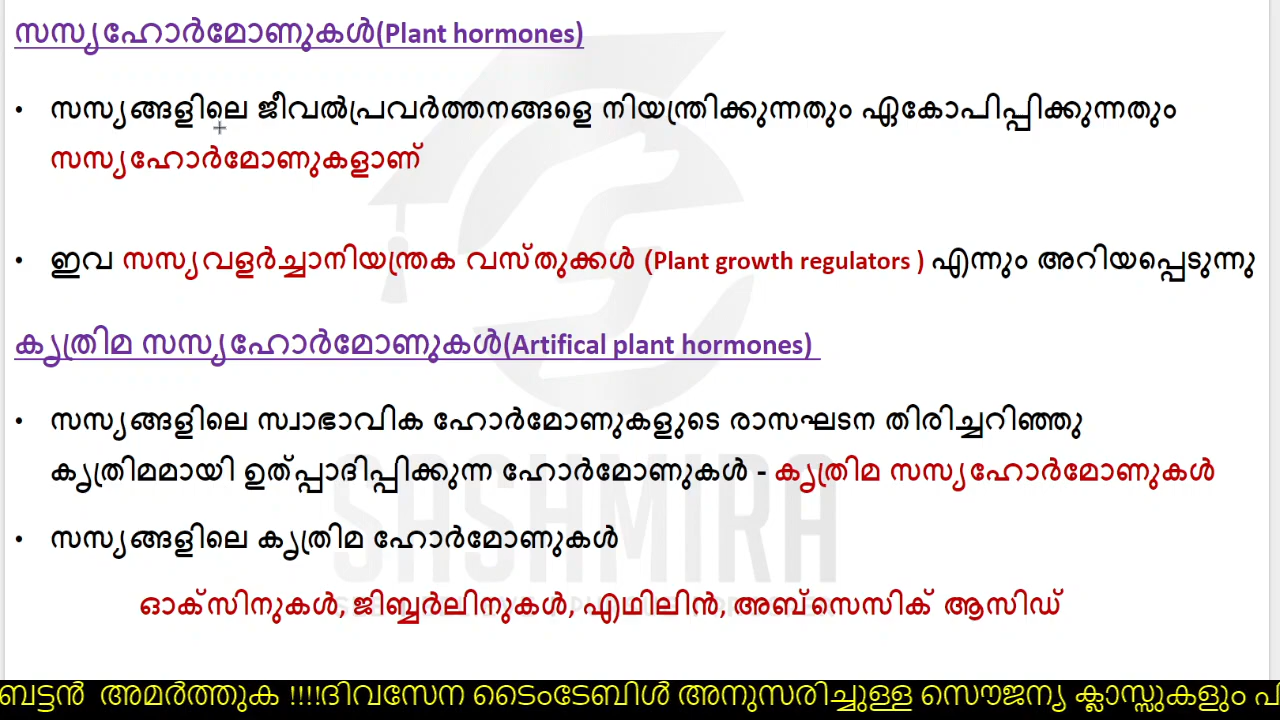 സസ്യഹോർമോണുകൾ(Plant hormones)
• സസ്യങ്ങളിലെ ജീവൽപ്രവർത്തനങ്ങളെ നിയന്ത്രിക്കുന്നതും ഏകോപിപ്പിക്കുന്നതും
സസ്യഹോർമോണുകളാണ്
• ഇവ സസ്യവളർച്ചാനിയന്ത്രക വസ്തുക്കൾ (Plant growth regulators ) എന്നും അറിയപ്പെടുന്നു
കൃത്രിമ സസ്യഹോർമോണുകൾ(Artifical plant hormones)
• സസ്യങ്ങളിലെ സ്വാഭാവിക ഹോർമോണുകളുടെ രാസഘടന തിരിച്ചറിഞ്ഞു
കൃത്രിമമായി ഉത്പ്പാദിപ്പിക്കുന്ന ഹോർമോണുകൾ - കൃത്രിമ സസ്യഹോർമോണുകൾ
• സസ്യങ്ങളിലെ കൃത്രിമ ഹോർമോണുകൾ
ഓക്സിനുകൾ, ജിബ്ബർലിനുകൾ, എഥിലിൻ, അബ്സെസിക് ആസിഡ്
SASHMIRA
ബട്ടൻ അമർത്തുക !!!!ദിവസേന ടൈംടേബിൾ അനുസരിച്ചുള്ള സൌജന്യ ക്ലാസ്സുകളും